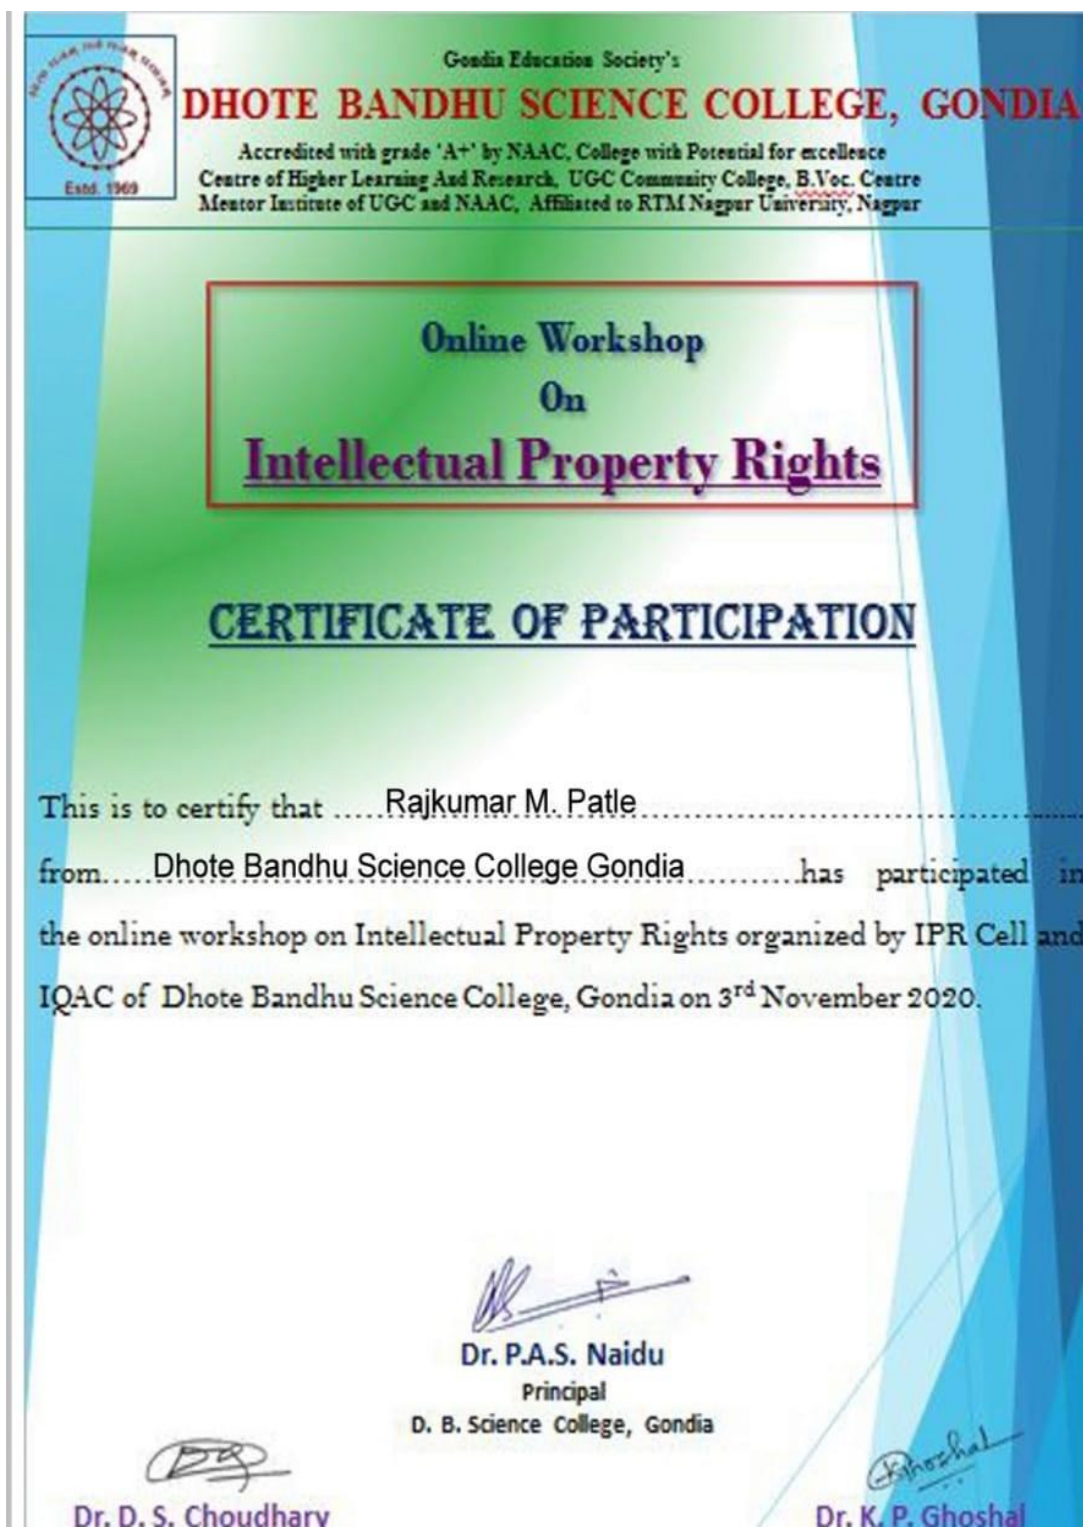 Estd. 1969
Gondia Education Society's
DHOTE BANDHU SCIENCE COLLEGE, GONDIA
Accredited with grade 'A+' by NAAC, College with Potential for excellence
Centre of Higher Learning And Research, UGC Community College, B.Voc. Centre
Mentor Institute of UGC and NAAC, Affiliated to RTM Nagpur University, Nagpur
Online Workshop
On
Intellectual Property Rights
CERTIFICATE OF PARTICIPATION
This is to certify that ..... Rajkumar M. Patle .....
from..... Dhote Bandhu Science College Gondia .....has participated in
the online workshop on Intellectual Property Rights organized by IPR Cell and
IQAC of Dhote Bandhu Science College, Gondia on 3rd November 2020.
Dr. P.A.S. Naidu
Principal
D. B. Science College, Gondia
Kghoshal
Dr. D. S. Choudhary
Dr. K. P. Ghoshal